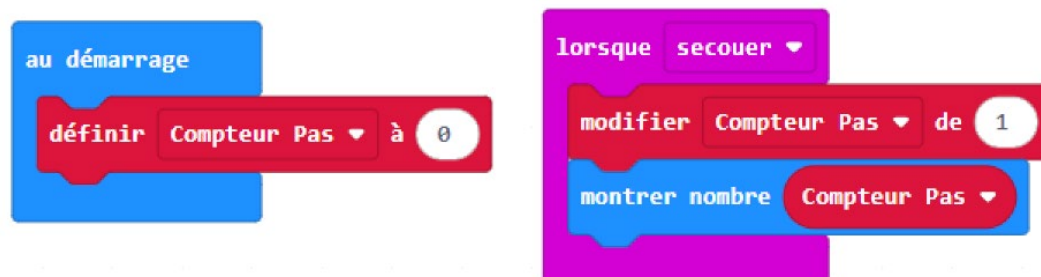 au démarrage
définir Compteur Pas à 0
lorsque secouer
modifier Compteur Pas de 1
montrer nombre Compteur Pas